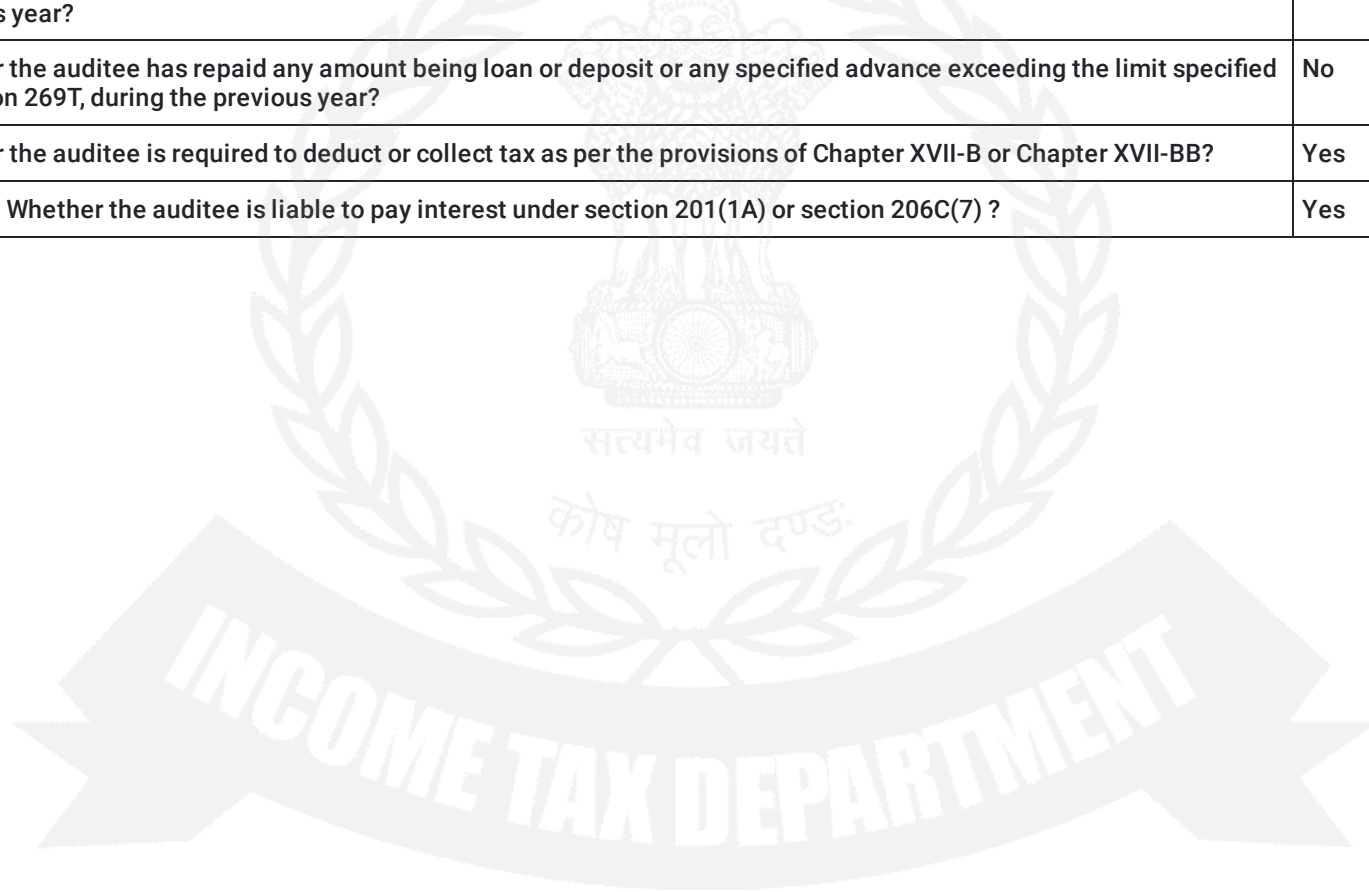 s year?
r the auditee has repaid any amount being loan or deposit or any specified advance exceeding the limit specified No
on 269T, during the previous year?
r the auditee is required to deduct or collect tax as per the provisions of Chapter XVII-B or Chapter XVII-BB? Yes
Whether the auditee is liable to pay interest under section 201(1A) or section 206C(7) ? Yes
सत्यमेव जयते
कोष मूलो दण्डः
INCOME TAX DEPARTMENT